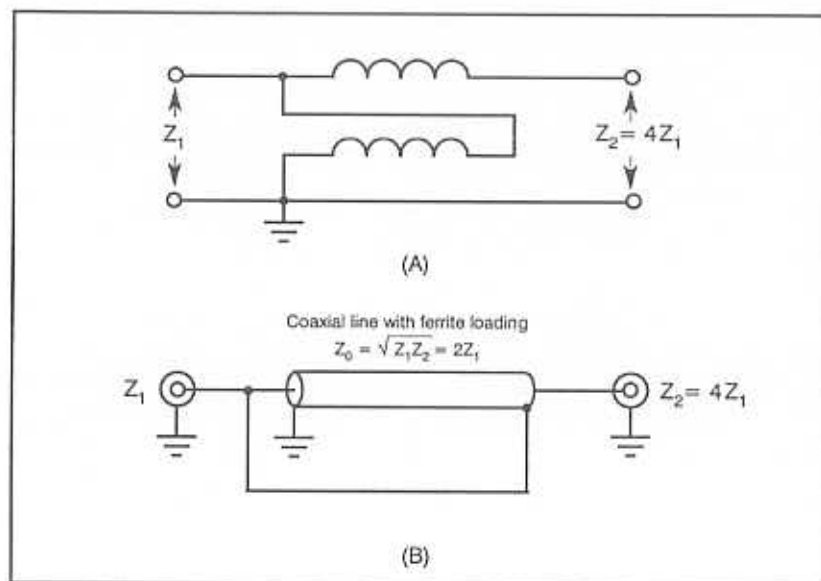 Z₁
Z₂= 4Z₁
(A)
Coaxial line with ferrite loading
Z₀ = √Z₁Z₂ = 2Z₁
Z₁
Z₂= 4Z₁
(B)